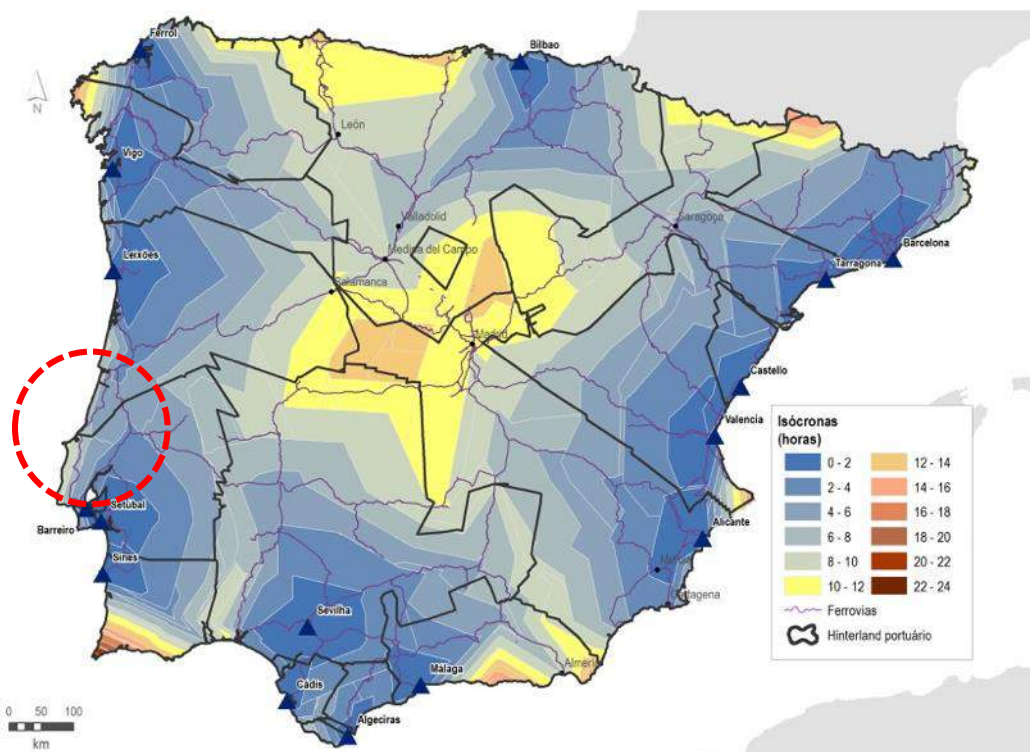 Ferrol
Bilbao
N
León
Vigo
Valladolid
Saragoça
Medina del Campo
Barcelona
Leixões
Tarragona
Salamanca
Madrid
Castello
Valencia
Setúbal
Barreiro
Alicante
Sines
Sevilha
Almería
Málaga
Cádis
Algeciras
Isócronas
(horas)
0 - 2
2 - 4
4 - 6
6 - 8
8 - 10
10 - 12
12 - 14
14 - 16
16 - 18
18 - 20
20 - 22
22 - 24
Ferrovias
Hinterland portuário
0 50 100
km